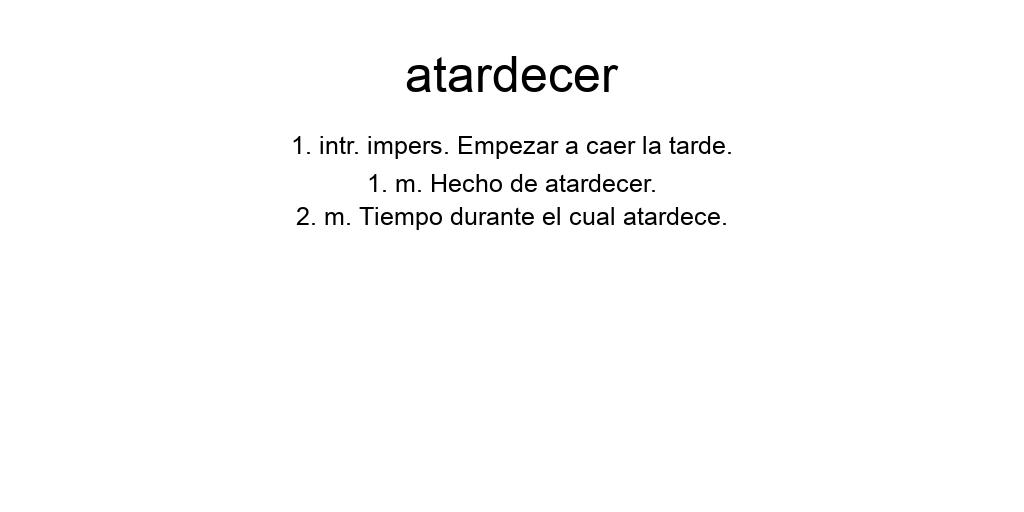 atardecer
1. intr. impers. Empezar a caer la tarde.
1. m. Hecho de atardecer.
2. m. Tiempo durante el cual atardece.